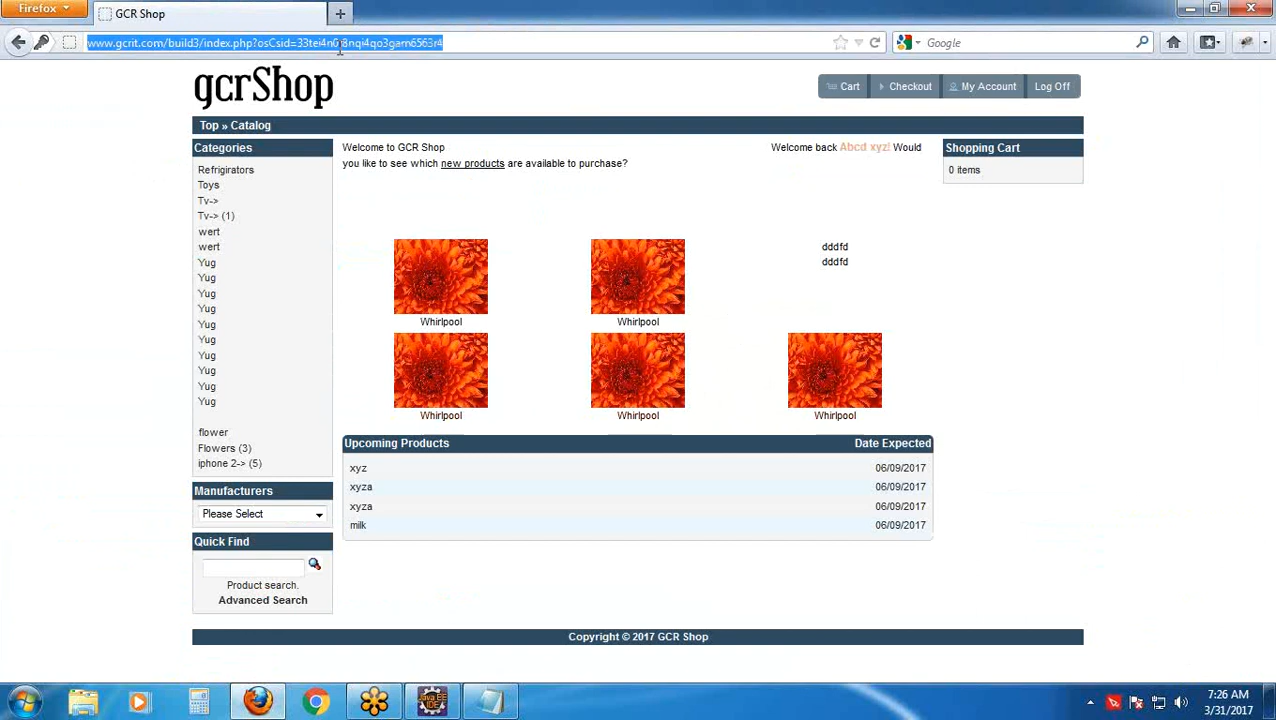 Firefox
GCR Shop
www.gcrit.com/build3/index.php?osCsid=
Google
gcrShop
Cart
Checkout
My Account
Log Off
Top » Catalog
Categories
Refrigirators
Toys
Tv->
Tv-> (1)
wert
wert
Yug
Yug
Yug
Yug
Yug
Yug
Yug
Yug
Yug
Yug
flower
Flowers (3)
iphone 2-> (5)
Manufacturers
Please Select
Quick Find
Product search.
Advanced Search
Welcome to GCR Shop
Welcome back Abcd xyz! Would
you like to see which new products are available to purchase?
Whirlpool
Whirlpool
dddfd
dddfd
Whirlpool
Whirlpool
Whirlpool
Upcoming Products Date Expected
xyz 06/09/2017
xyza 06/09/2017
xyza 06/09/2017
milk 06/09/2017
Shopping Cart
0 items
Copyright © 2017 GCR Shop
Java EE
IDE
7:26 AM
3/31/2017